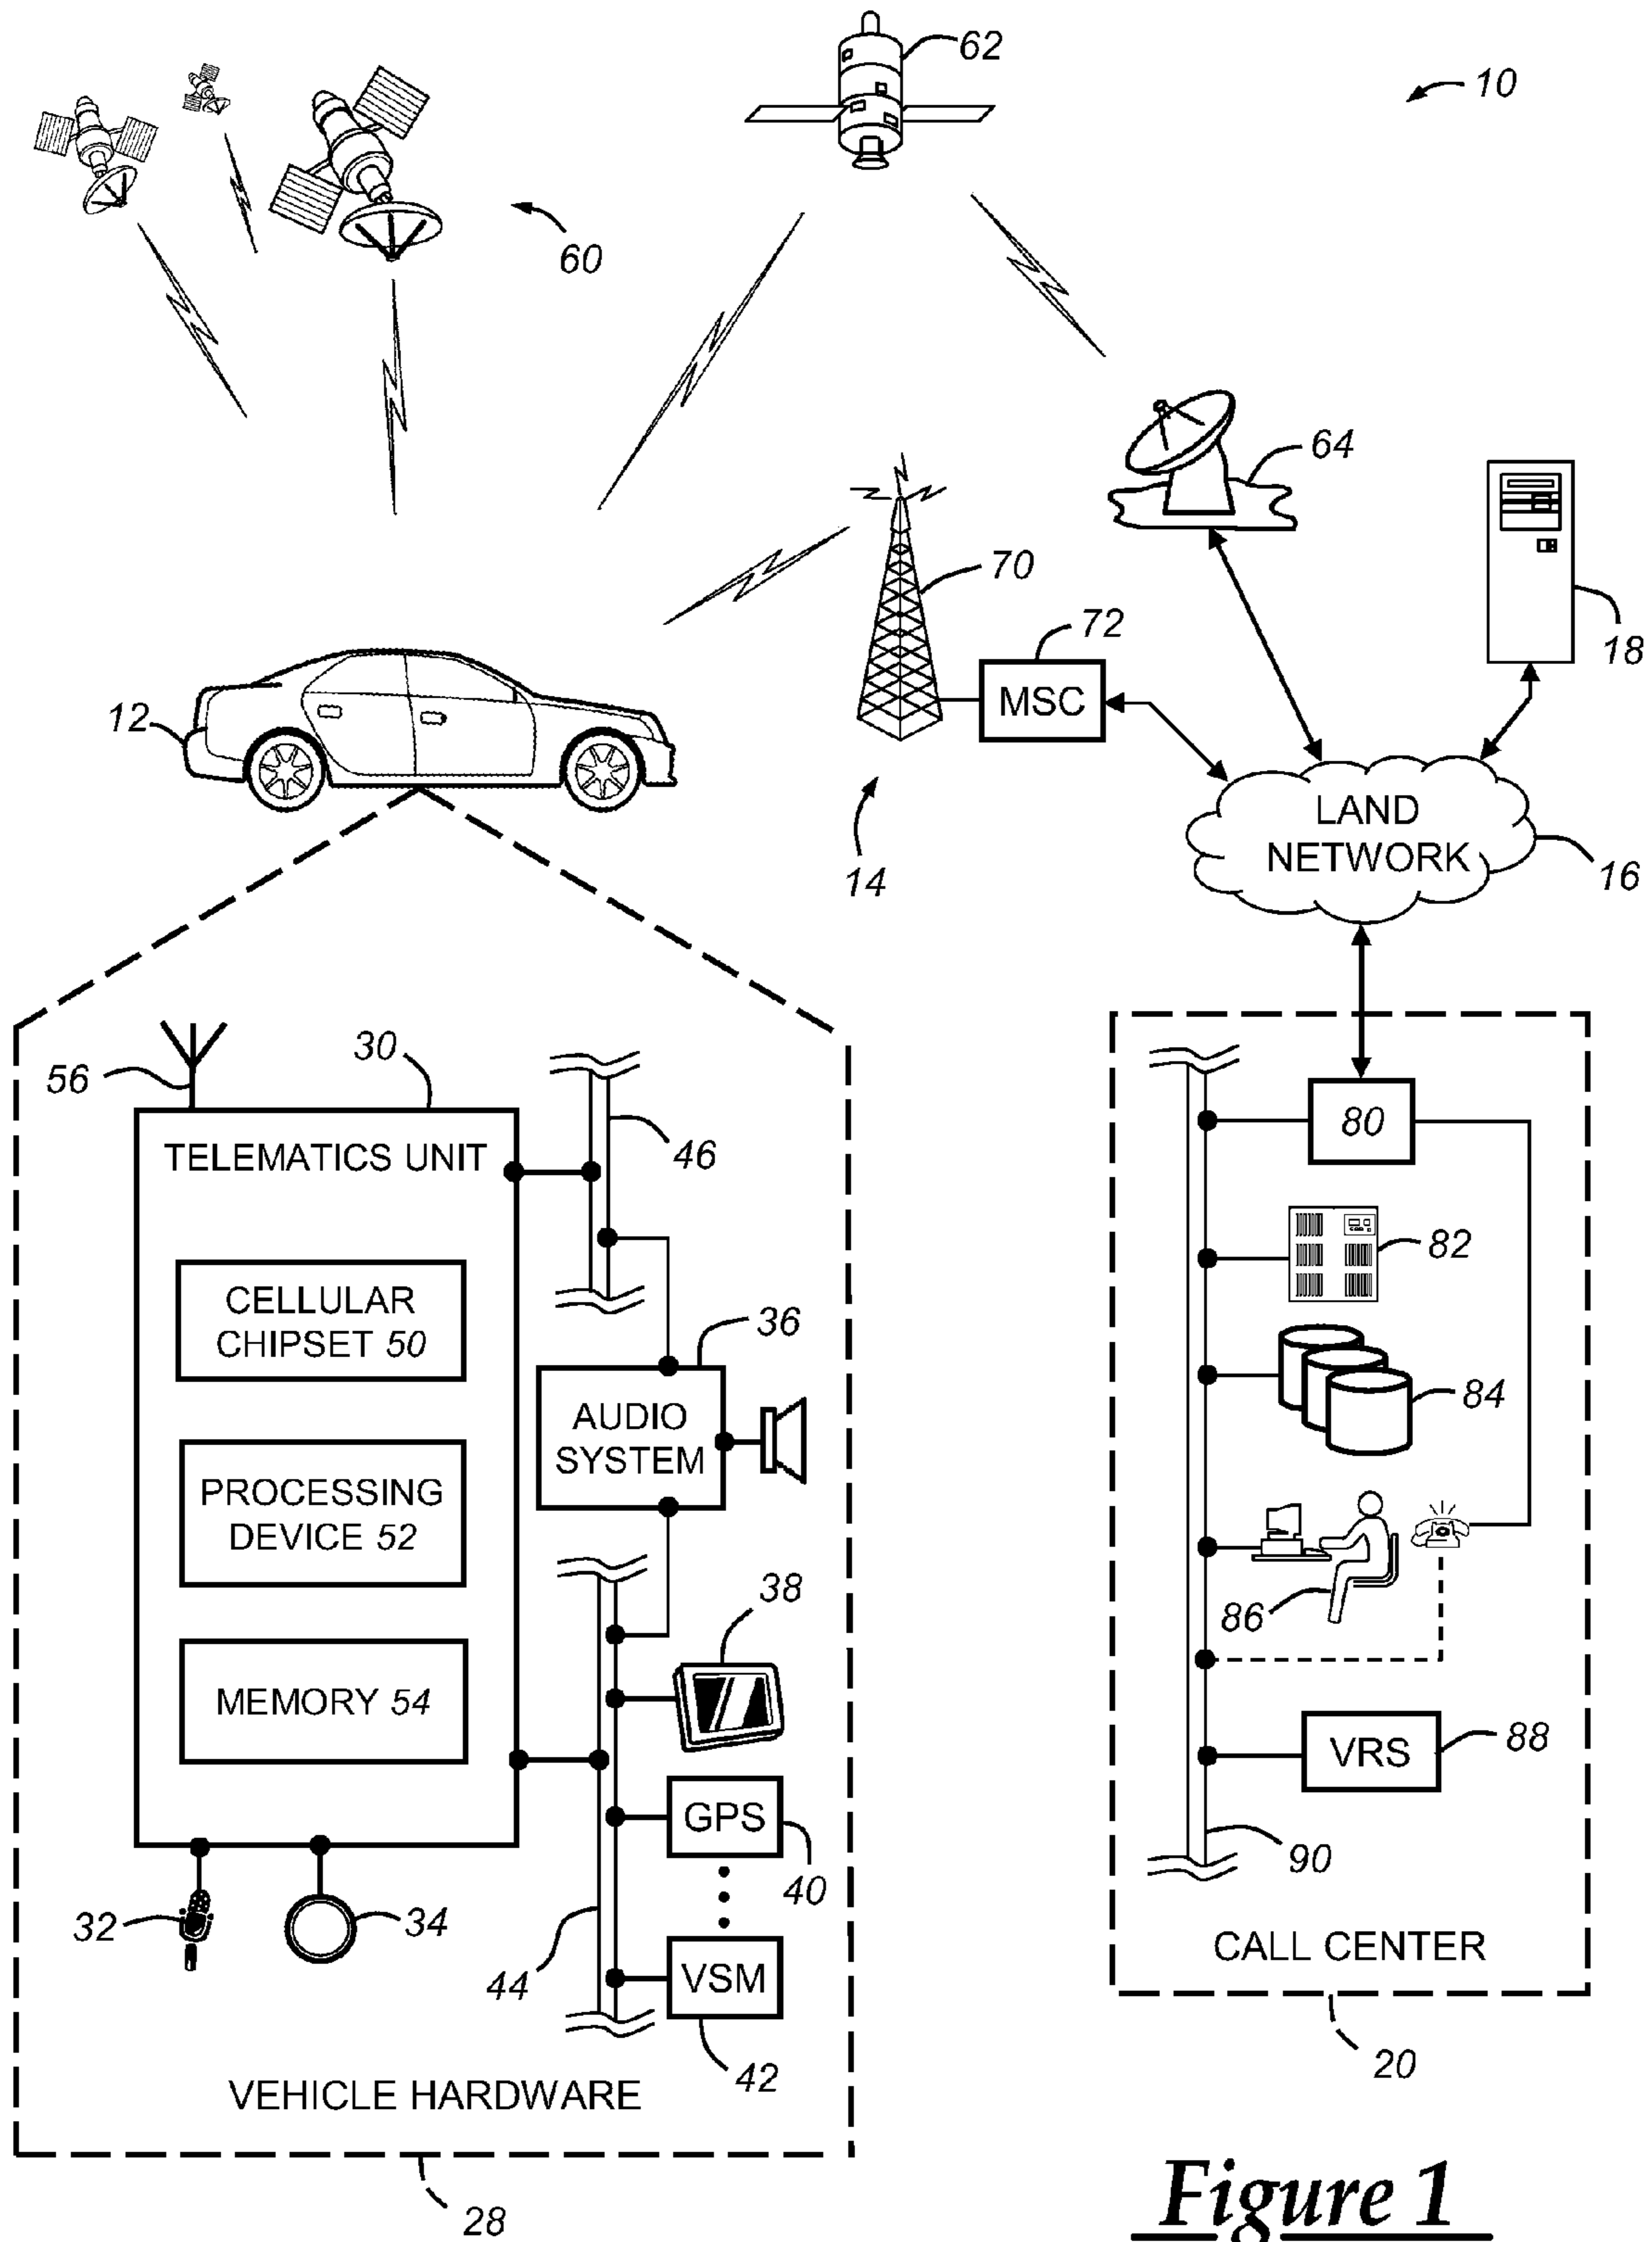 62
10
60
64
70
72
18
MSC
12
LAND
NETWORK
14
16
56
30
46
TELEMATICS UNIT
CELLULAR
CHIPSET 50
36
AUDIO
SYSTEM
PROCESSING
DEVICE 52
38
MEMORY 54
GPS
40
32
34
44
VSM
42
VEHICLE HARDWARE
28
80
82
84
86
VRS
88
90
CALL CENTER
20
Figure 1